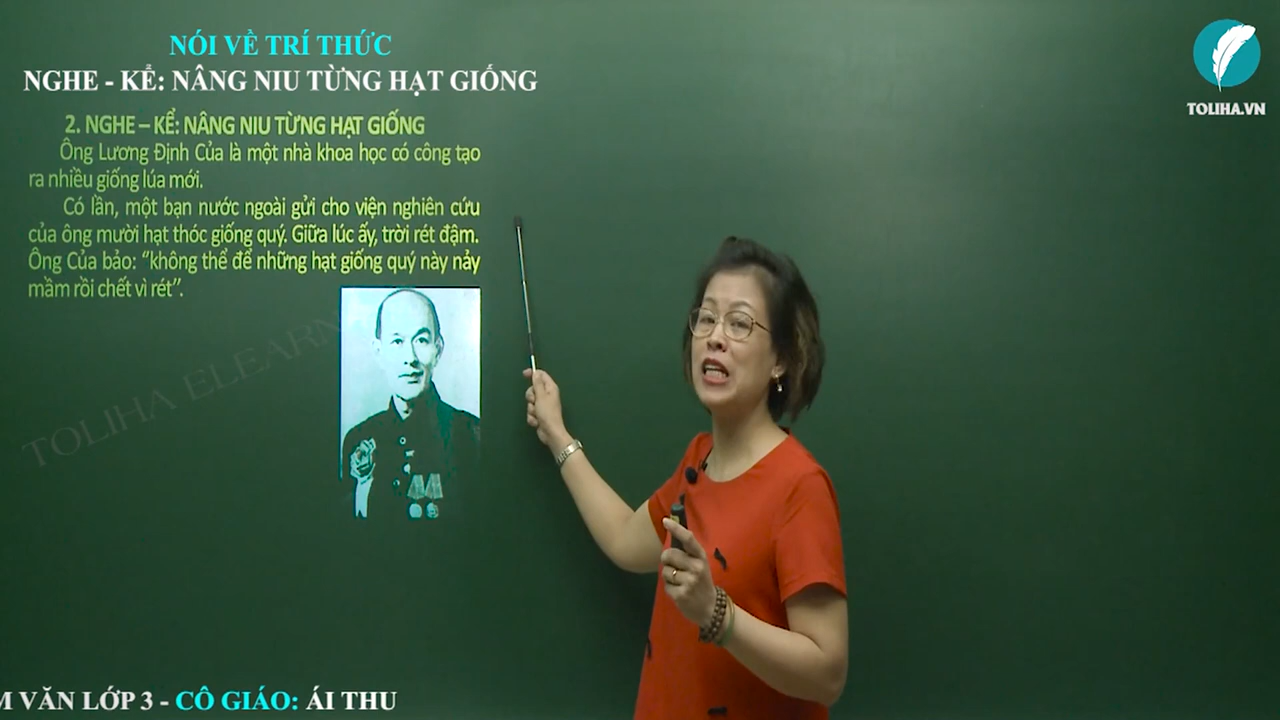 NÓI VỀ TRÍ THỨC
NGHE - KỂ: NÂNG NIU TỪNG HẠT GIỐNG
TOLIHA.VN
2. NGHE – KỂ: NÂNG NIU TỪNG HẠT GIỐNG
Ông Lương Định Của là một nhà khoa học có công tạo
ra nhiều giống lúa mới.
Có lần, một bạn nước ngoài gửi cho viện nghiên cứu
của ông mười hạt thóc giống quý. Giữa lúc ấy, trời rét đậm.
Ông Của bảo: “không thể để những hạt giống quý này nảy
mầm rồi chết vì rét”.
TOLIHA ELEARN
M VĂN LỚP 3 - CÔ GIÁO: ÁI THU